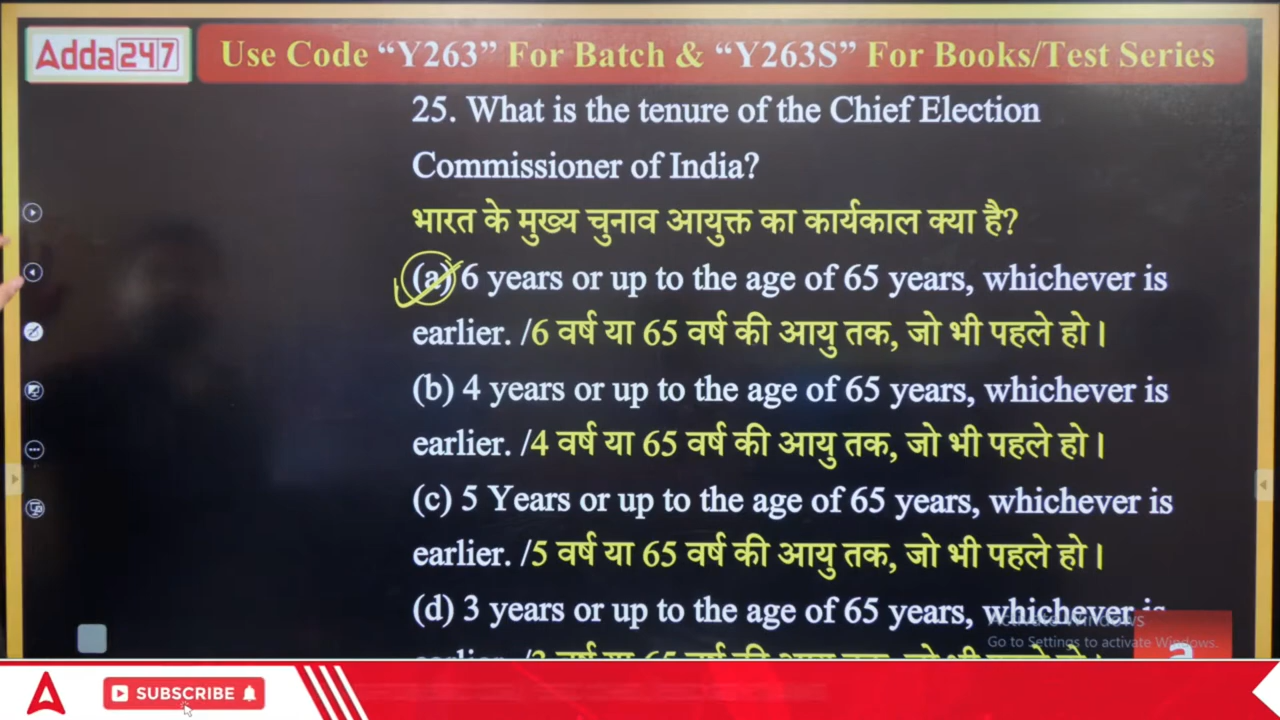 Adda247
Use Code “Y263” For Batch & “Y263S” For Books/Test Series
25. What is the tenure of the Chief Election
Commissioner of India?
भारत के मुख्य चुनाव आयुक्त का कार्यकाल क्या है?
(a) 6 years or up to the age of 65 years, whichever is
earlier. /6 वर्ष या 65 वर्ष की आयु तक, जो भी पहले हो।
(b) 4 years or up to the age of 65 years, whichever is
earlier. /4 वर्ष या 65 वर्ष की आयु तक, जो भी पहले हो।
(c) 5 Years or up to the age of 65 years, whichever is
earlier. /5 वर्ष या 65 वर्ष की आयु तक, जो भी पहले हो।
(d) 3 years or up to the age of 65 years, whichever is
Activate Windows
Go to Settings to activate Windows.
SUBSCRIBE